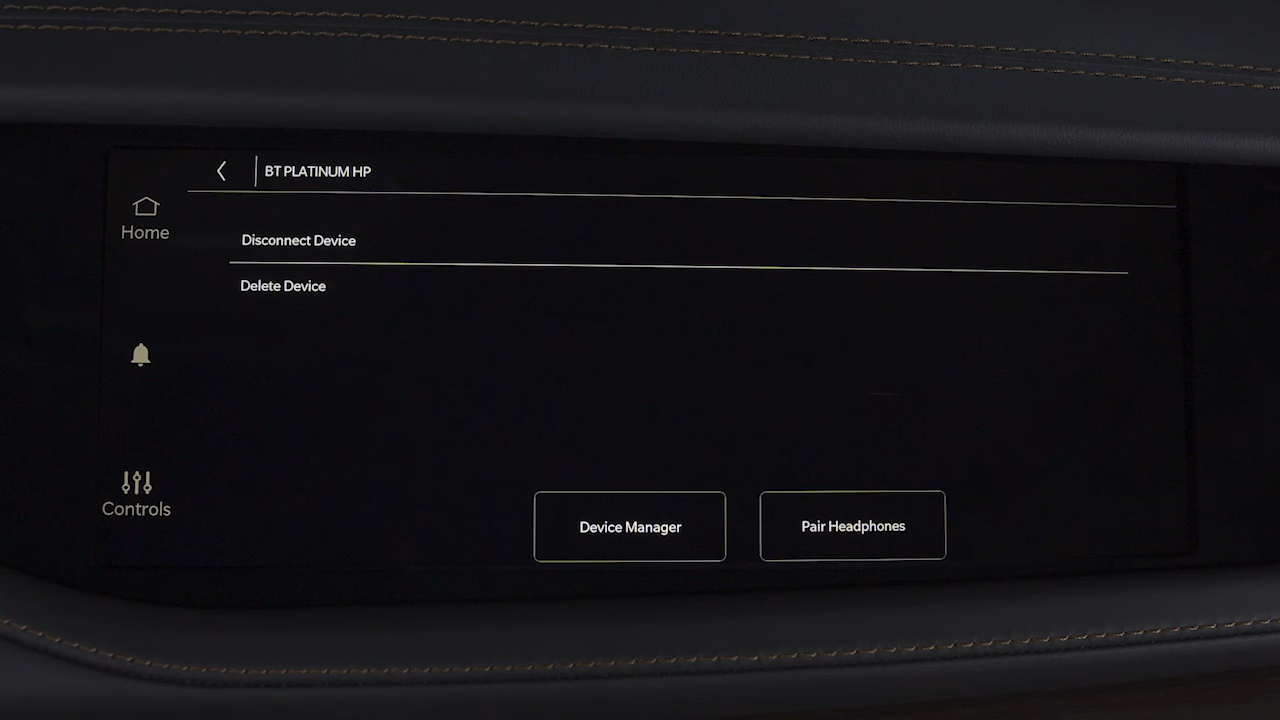 BT PLATINUM HP
Home
Disconnect Device
Delete Device
Controls
Device Manager
Pair Headphones